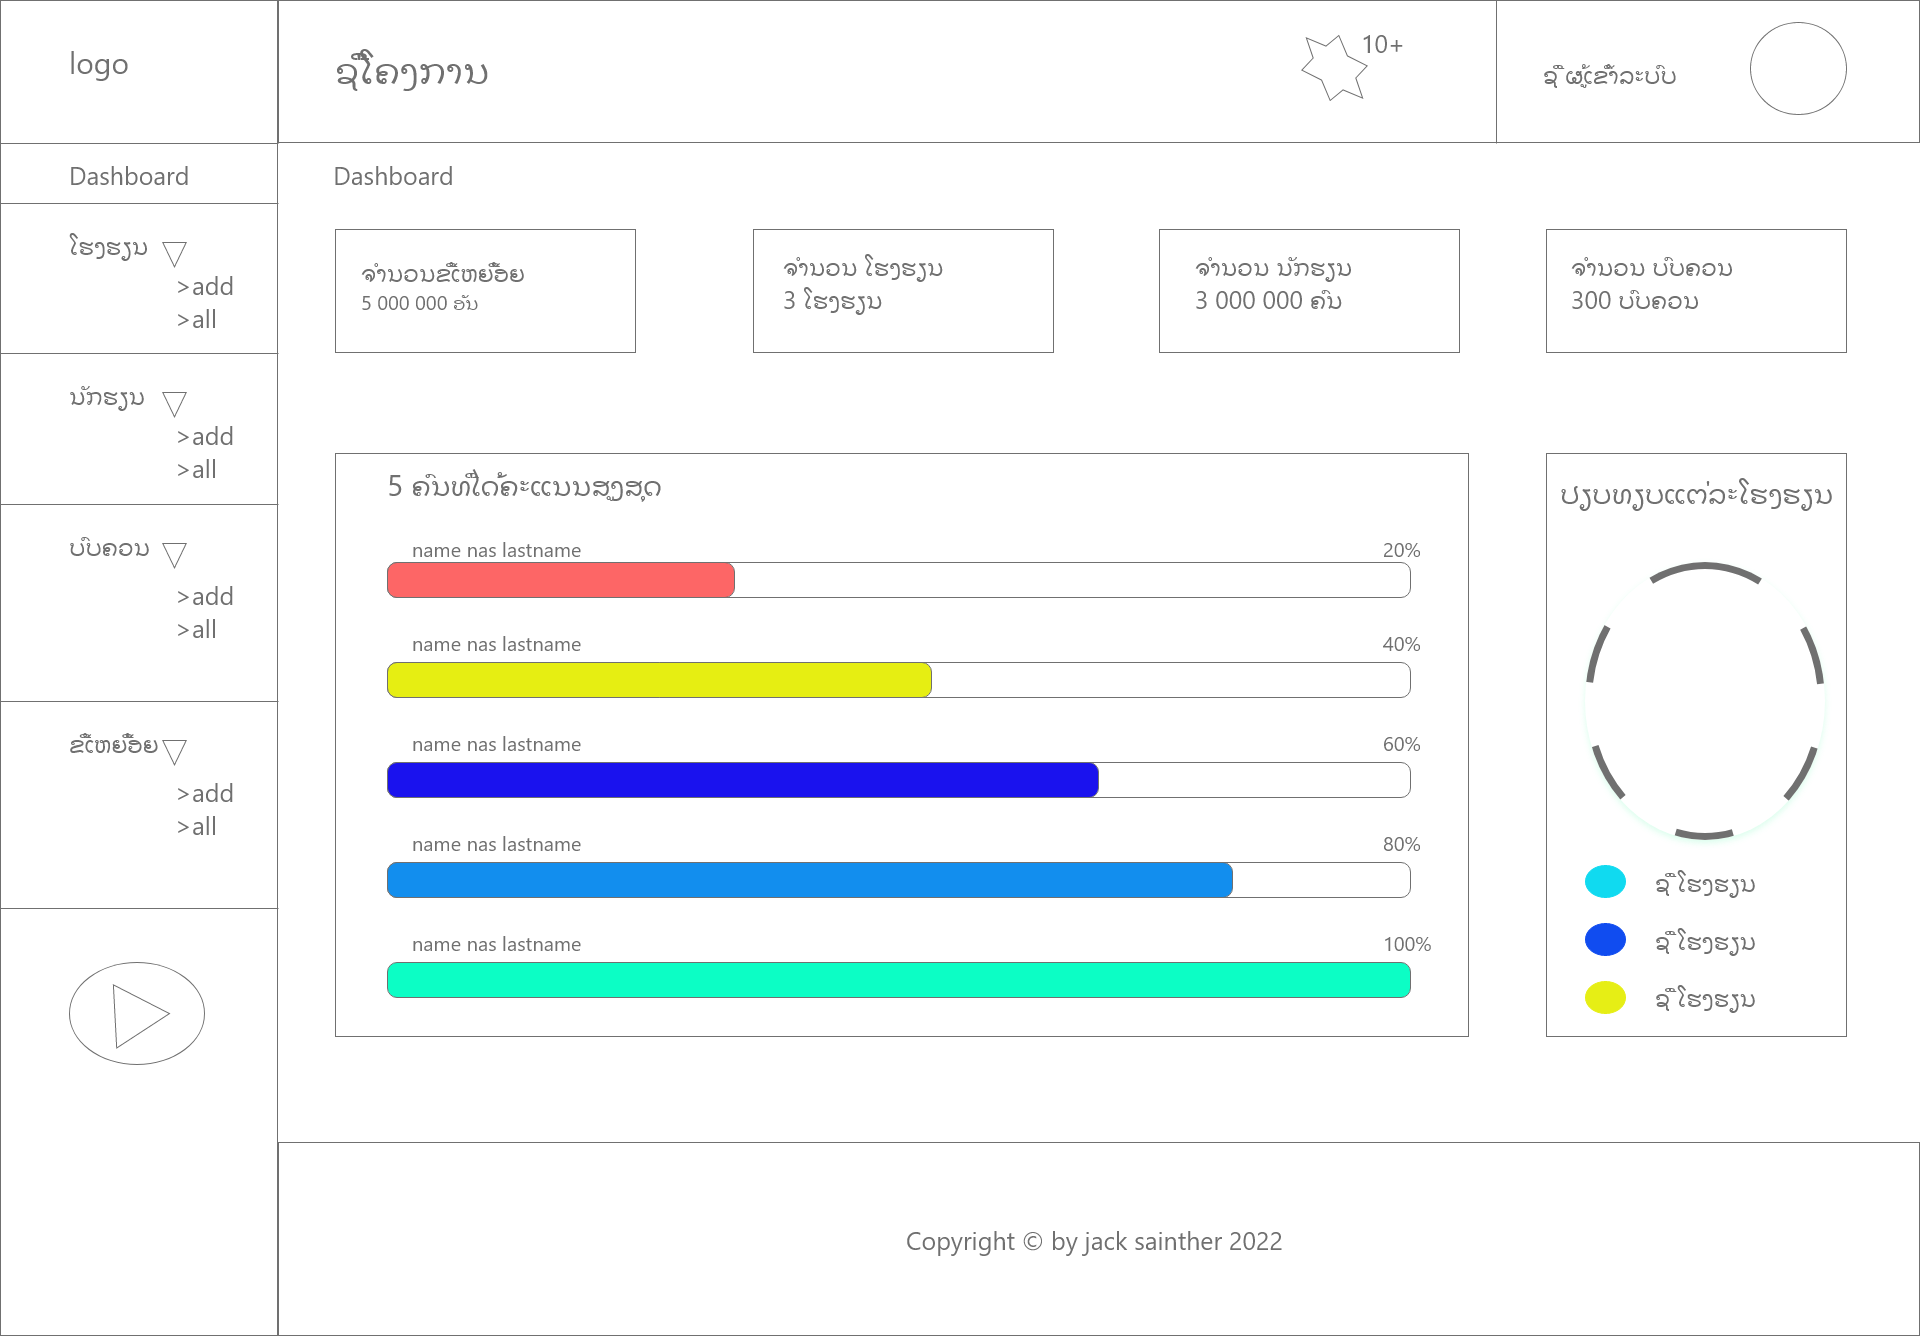 logo
ຊື່ໂຄງການ
10+
ຊື່ ຜູ້ເຂົ້າລະບົບ
Dashboard
ໂຮງຮຽນ
>add
>all
ນັກຮຽນ
>add
>all
ບົບຄວນ
>add
>all
ຂີ້ເຫຍື້ອຍ
>add
>all
Dashboard
ຈຳນວນຂີ້ເຫຍື້ອຍ
5 000 000 ອັນ
ຈຳນວນ ໂຮງຮຽນ
3 ໂຮງຮຽນ
ຈຳນວນ ນັກຮຽນ
3 000 000 ຄົນ
ຈຳນວນ ບົບຄວນ
300 ບົບຄວນ
5 ຄົນທີ່ໄດ້ຄະແນນສູງສຸດ
name nas lastname 20%
name nas lastname 40%
name nas lastname 60%
name nas lastname 80%
name nas lastname 100%
ປຽບທຽບແຕ່ລະໂຮງຮຽນ
ຊື່ ໂຮງຮຽນ
ຊື່ ໂຮງຮຽນ
ຊື່ ໂຮງຮຽນ
Copyright © by jack sainther 2022